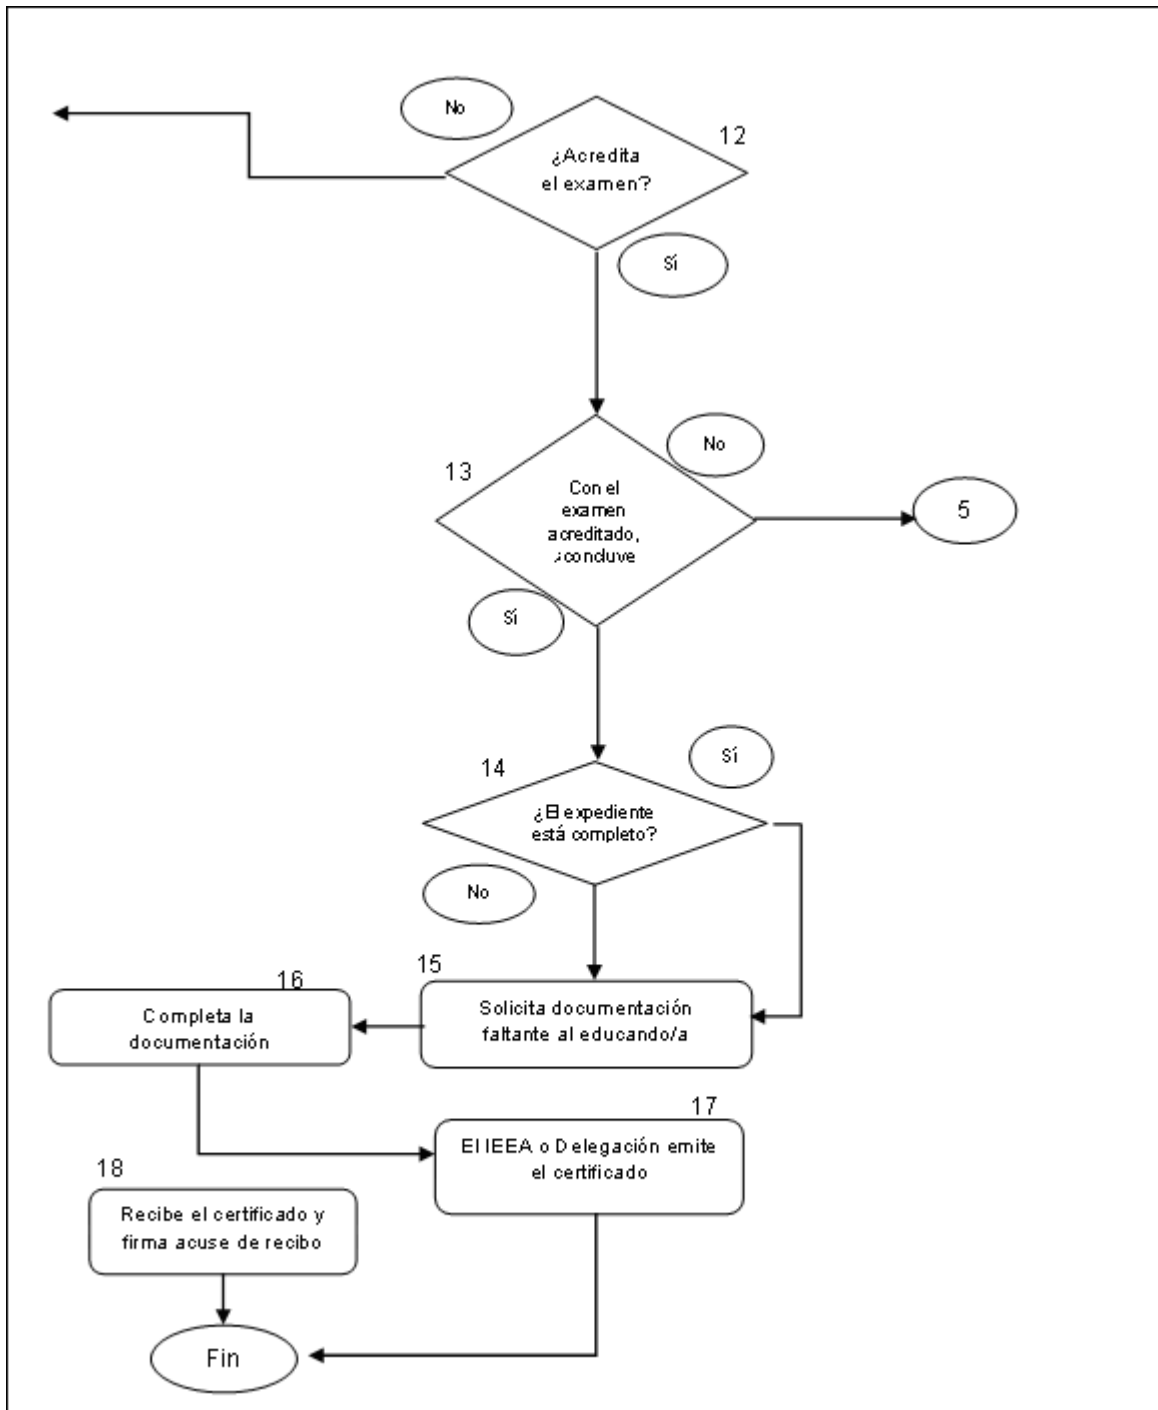 No
12
¿Acredita
el examen?
Sí
No
13
Con el
examen
acreditado,
¿concluye
5
Sí
Sí
14
¿El expediente
está completo?
No
15
16
Solicita documentación
faltante al educando/a
Completa la
documentación
17
El IEEA o Delegación emite
el certificado
18
Recibe el certificado y
firma acuse de recibo
Fin